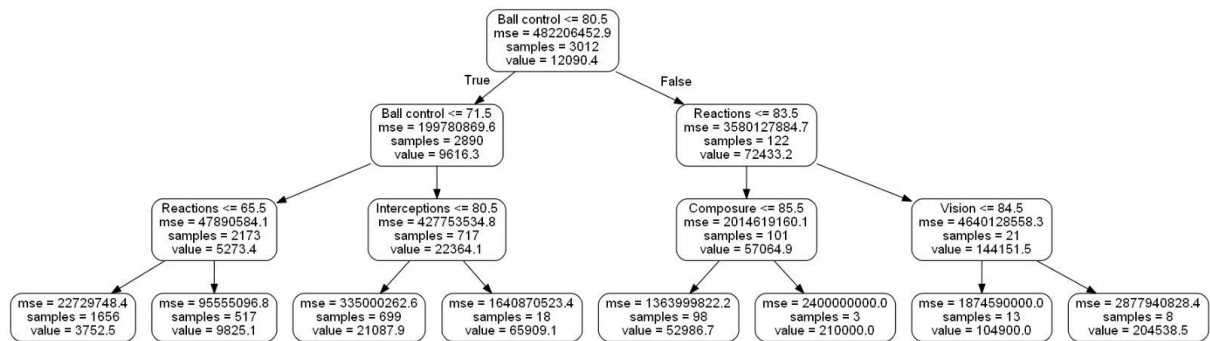 Ball control <= 80.5
mse = 482206452.9
samples = 3012
value = 12090.4
True
False
Ball control <= 71.5
mse = 199780869.6
samples = 2890
value = 9616.3
Reactions <= 83.5
mse = 3580127884.7
samples = 122
value = 72433.2
Reactions <= 65.5
mse = 47890584.1
samples = 2173
value = 5273.4
Interceptions <= 80.5
mse = 427753534.8
samples = 717
value = 22364.1
Composure <= 85.5
mse = 2014619160.1
samples = 101
value = 57064.9
Vision <= 84.5
mse = 4640128558.3
samples = 21
value = 144151.5
mse = 22729748.4
samples = 1656
value = 3752.5
mse = 95555096.8
samples = 517
value = 9825.1
mse = 335000262.6
samples = 699
value = 21087.9
mse = 1640870523.4
samples = 18
value = 65909.1
mse = 1363999822.2
samples = 98
value = 52986.7
mse = 2400000000.0
samples = 3
value = 210000.0
mse = 1874590000.0
samples = 13
value = 104900.0
mse = 2877940828.4
samples = 8
value = 204538.5